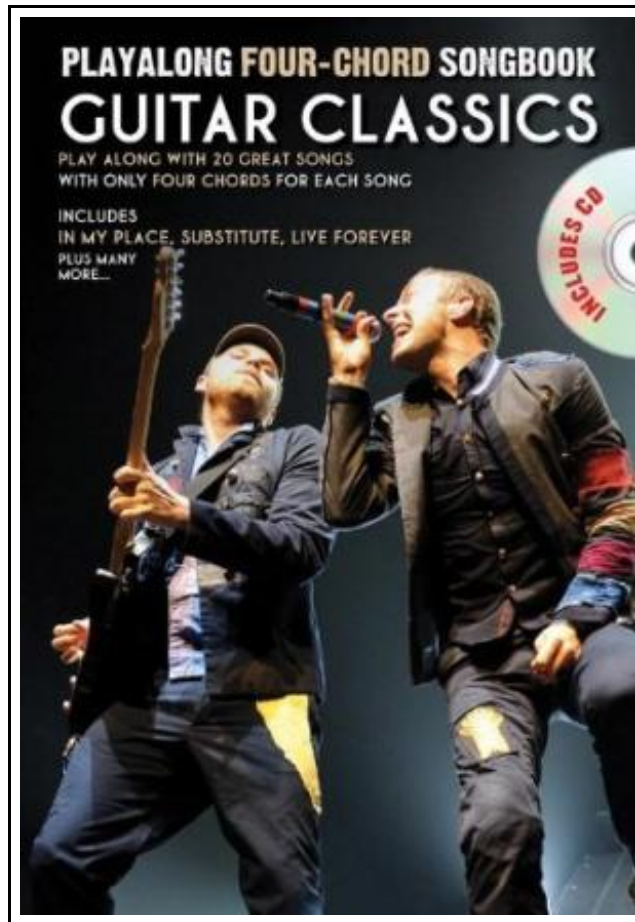 PLAYALONG FOUR-CHORD SONGBOOK
GUITAR CLASSICS
PLAY ALONG WITH 20 GREAT SONGS
WITH ONLY FOUR CHORDS FOR EACH SONG
INCLUDES
IN MY PLACE, SUBSTITUTE, LIVE FOREVER
PLUS MANY
MORE...
INCLUDES CD